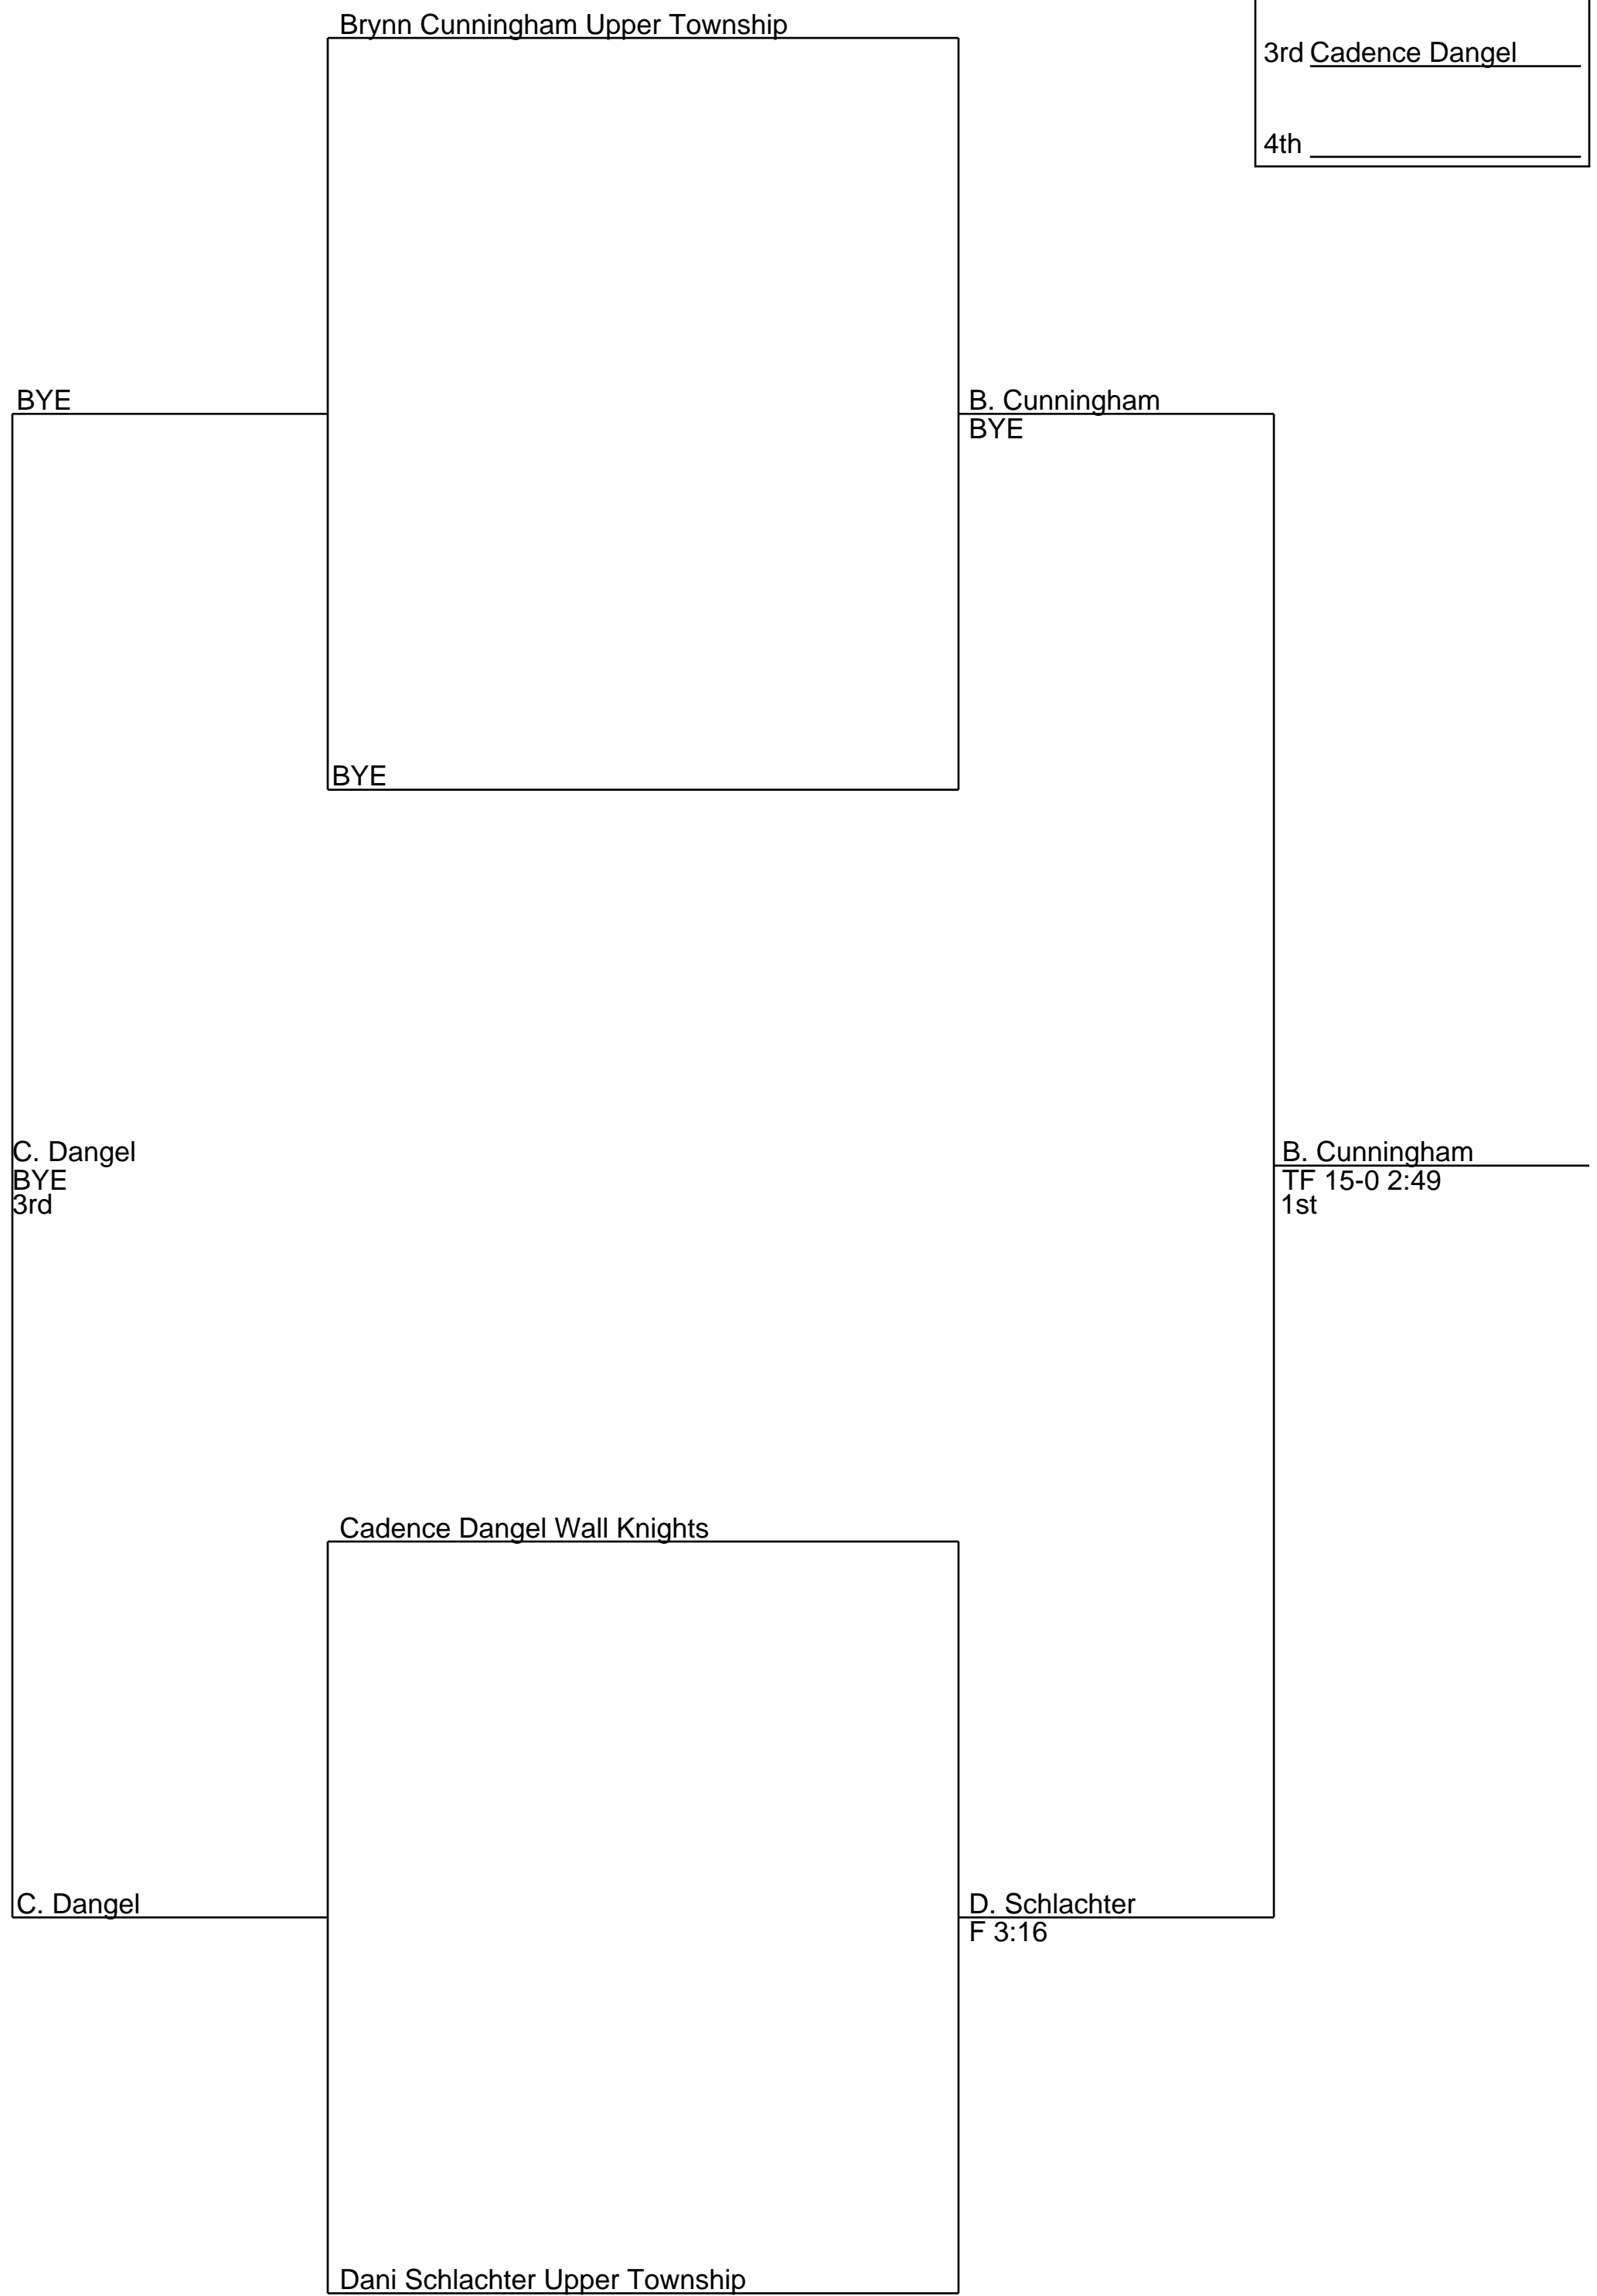 Brynn Cunningham Upper Township
3rd Cadence Dangel
4th
BYE
B. Cunningham
BYE
BYE
C. Dangel
BYE
3rd
B. Cunningham
TF 15-0 2:49
1st
Cadence Dangel Wall Knights
C. Dangel
D. Schlachter
F 3:16
Dani Schlachter Upper Township